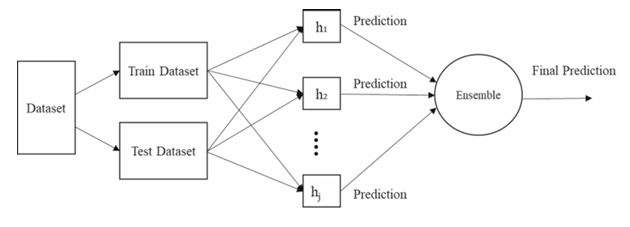 Dataset
Train Dataset
Test Dataset
h1
h2
hj
Prediction
Prediction
Prediction
Ensemble
Final Prediction